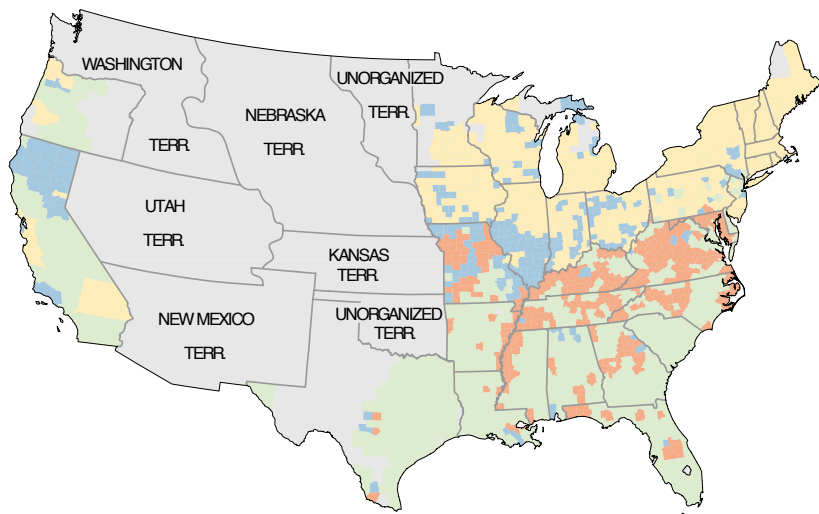 WASHINGTON
TERR.
NEBRASKA
TERR.
UNORGANIZED
TERR.
UTAH
TERR.
KANSAS
TERR.
NEW MEXICO
TERR.
UNORGANIZED
TERR.